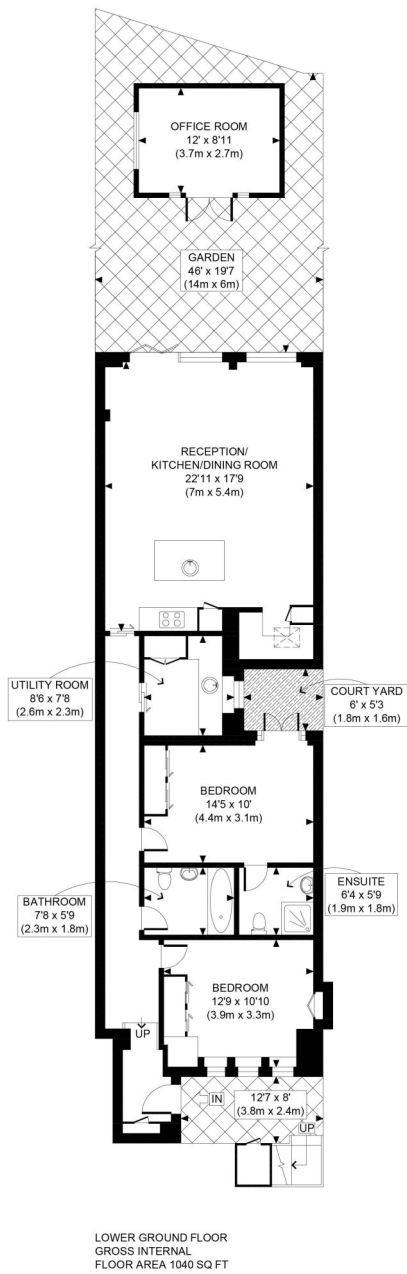 OFFICE ROOM
12' x 8'11
(3.7m x 2.7m)
GARDEN
46' x 19'7
(14m x 6m)
RECEPTION/
KITCHEN/DINING ROOM
22'11 x 17'9
(7m x 5.4m)
UTILITY ROOM
8'6 x 7'8
(2.6m x 2.3m)
COURT YARD
6' x 5'3
(1.8m x 1.6m)
BEDROOM
14'5 x 10'
(4.4m x 3.1m)
BATHROOM
7'8 x 5'9
(2.3m x 1.8m)
ENSUITE
6'4 x 5'9
(1.9m x 1.8m)
BEDROOM
12'9 x 10'10
(3.9m x 3.3m)
UP
IN
12'7 x 8'
(3.8m x 2.4m)
UP
LOWER GROUND FLOOR
GROSS INTERNAL
FLOOR AREA 1040 SQ FT